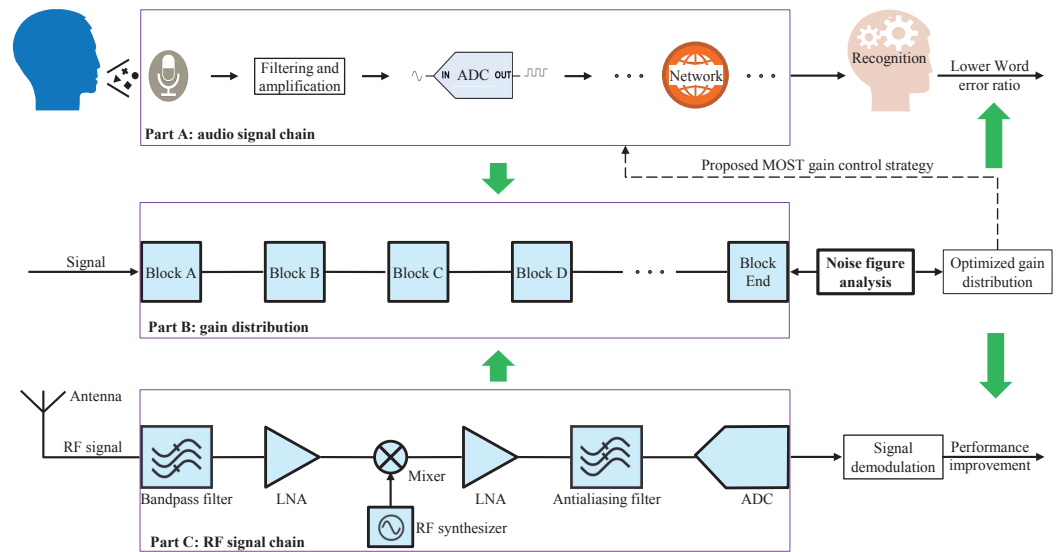 Filtering and
amplification
IN ADC OUT
Network
Recognition
Lower Word
error ratio
Part A: audio signal chain
Proposed MOST gain control strategy
Signal
Block A
Block B
Block C
Block D
Block
End
Noise figure
analysis
Optimized gain
distribution
Part B: gain distribution
Antenna
RF signal
Bandpass filter
LNA
Mixer
RF synthesizer
LNA
Antialiasing filter
ADC
Signal
demodulation
Performance
improvement
Part C: RF signal chain